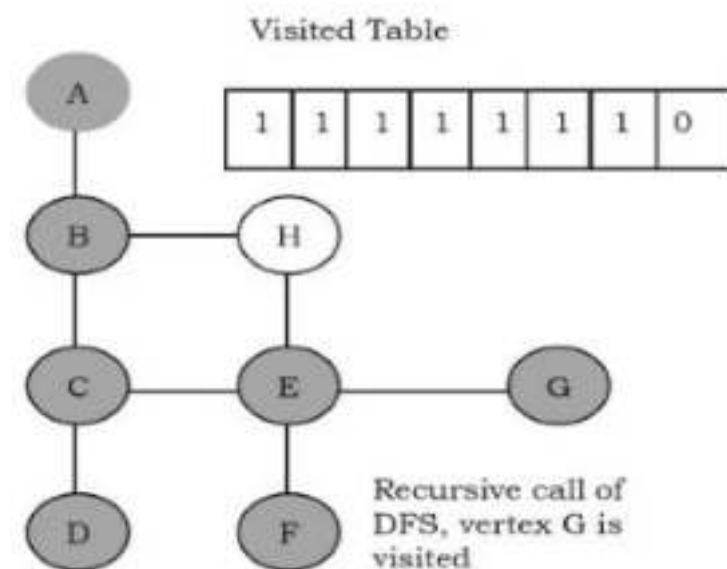 Visited Table
A
1 1 1 1 1 1 1 0
B H
C E G
D F
Recursive call of
DFS, vertex G is
visited